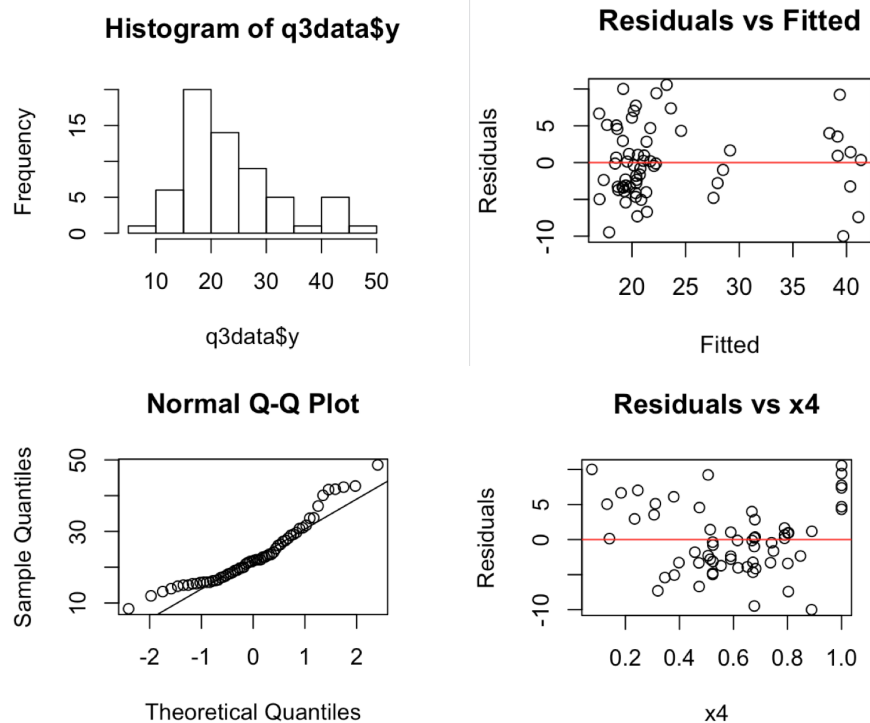 Histogram of q3data$y
Frequency
15
5
0
10 20 30 40 50
q3data$y
Residuals vs Fitted
Residuals
5
0
-10
20 25 30 35 40
Fitted
Normal Q-Q Plot
Sample Quantiles
50
30
10
-2 -1 0 1 2
Theoretical Quantiles
Residuals vs x4
Residuals
5
0
-10
0.2 0.4 0.6 0.8 1.0
x4